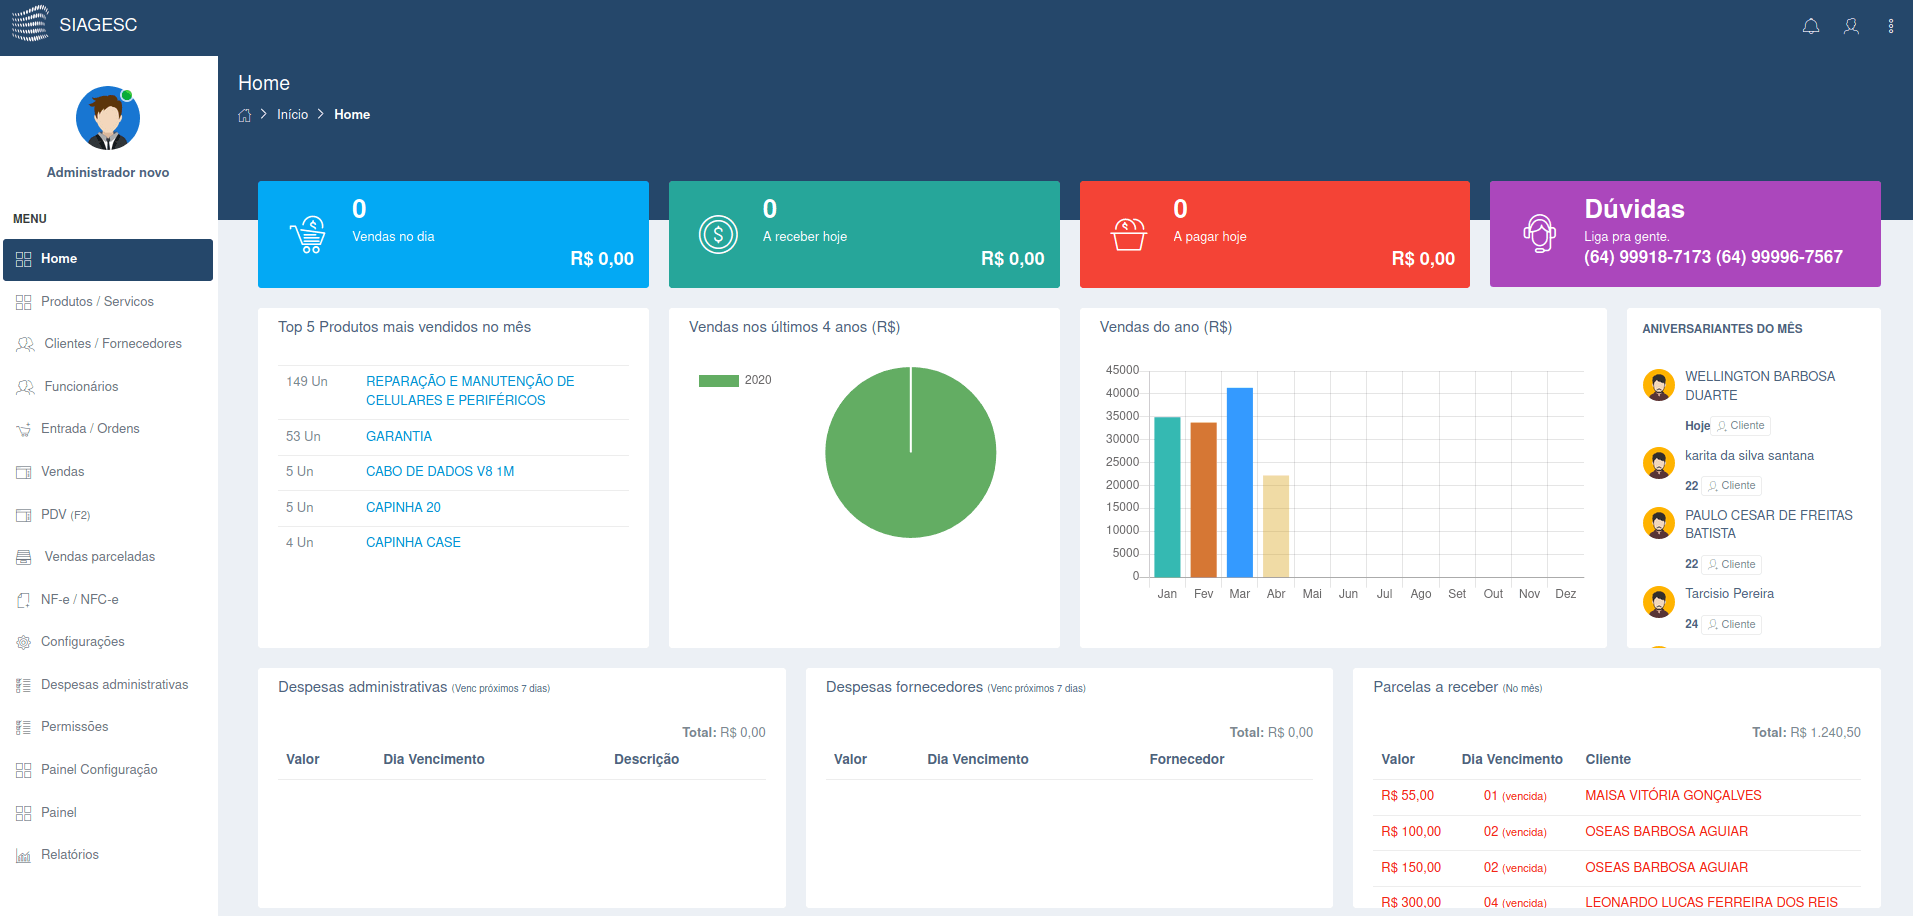 SIAGESC
Administrador novo
MENU
Home
Produtos / Servicos
Clientes / Fornecedores
Funcionários
Entrada / Ordens
Vendas
PDV (F2)
Vendas parceladas
NF-e / NFC-e
Configurações
Despesas administrativas
Permissões
Painel Configuração
Painel
Relatórios
Home
Início
Home
0
Vendas no dia
R$ 0,00
0
A receber hoje
R$ 0,00
0
A pagar hoje
R$ 0,00
Dúvidas
Liga pra gente.
(64) 99918-7173 (64) 99996-7567
Top 5 Produtos mais vendidos no mês
149 Un REPARAÇÃO E MANUTENÇÃO DE
CELULARES E PERIFÉRICOS
53 Un GARANTIA
5 Un CABO DE DADOS V8 1M
5 Un CAPINHA 20
4 Un CAPINHA CASE
Vendas nos últimos 4 anos (R$)
2020
Vendas do ano (R$)
45000
40000
35000
30000
25000
20000
15000
10000
5000
0
Jan Fev Mar Abr Mai Jun Jul Ago Set Out Nov Dez
ANIVERSARIANTES DO MÊS
WELLINGTON BARBOSA
DUARTE
Hoje Cliente
karita da silva santana
22 Cliente
PAULO CESAR DE FREITAS
BATISTA
22 Cliente
Tarcisio Pereira
24 Cliente
Despesas administrativas (Venc próximos 7 dias)
Total: R$ 0,00
Valor Dia Vencimento Descrição
Despesas fornecedores (Venc próximos 7 dias)
Total: R$ 0,00
Valor Dia Vencimento Fornecedor
Parcelas a receber (No mês)
Total: R$ 1.240,50
Valor Dia Vencimento Cliente
R$ 55,00 01 (vencida) MAISA VITÓRIA GONÇALVES
R$ 100,00 02 (vencida) OSEAS BARBOSA AGUIAR
R$ 150,00 02 (vencida) OSEAS BARBOSA AGUIAR
R$ 300,00 04 (vencida) LEONARDO LUCAS FERREIRA DOS REIS